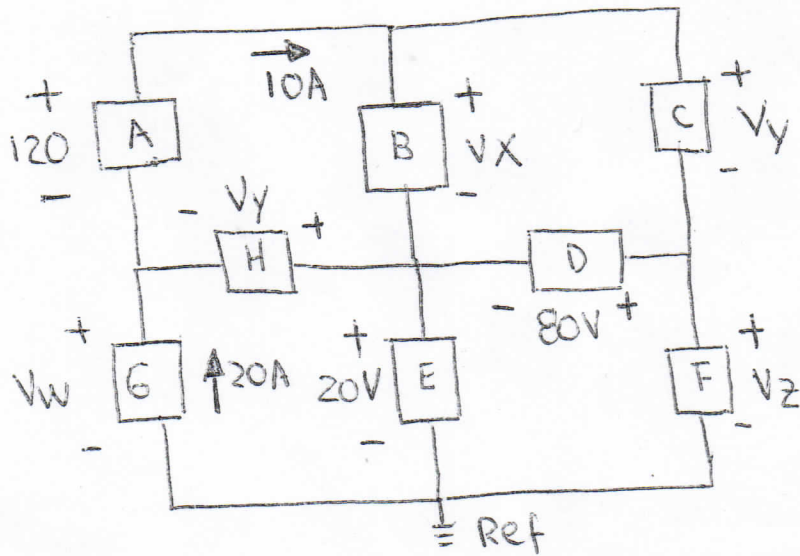 10A
+
120
-
A
+
B
VX
-
+
C
Vy
-
- Vy +
H
D
- 80V +
+
Vw
-
G
20A
+
20V
-
E
F
+
Vz
-
Ref